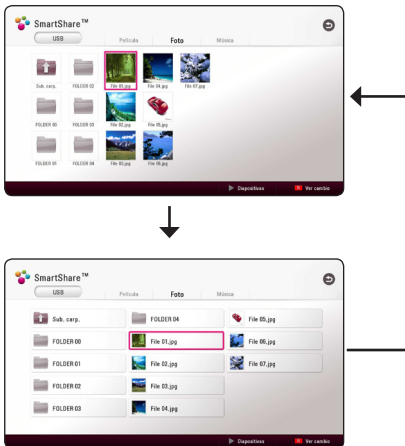 SmartShare™
USB
Película Foto Música
Sub. carp. FOLDER 02 File 01.jpg File 04.jpg File 07.jpg
FOLDER 00 FOLDER 03 File 02.jpg File 05.jpg
FOLDER 01 FOLDER 04 File 03.jpg File 06.jpg
Diapositivas Ver cambio
SmartShare™
USB
Película Foto Música
Sub. carp. FOLDER 04 File 05.jpg
FOLDER 00 File 01.jpg File 06.jpg
FOLDER 01 File 02.jpg File 07.jpg
FOLDER 02 File 03.jpg
FOLDER 03 File 04.jpg
Diapositivas Ver cambio